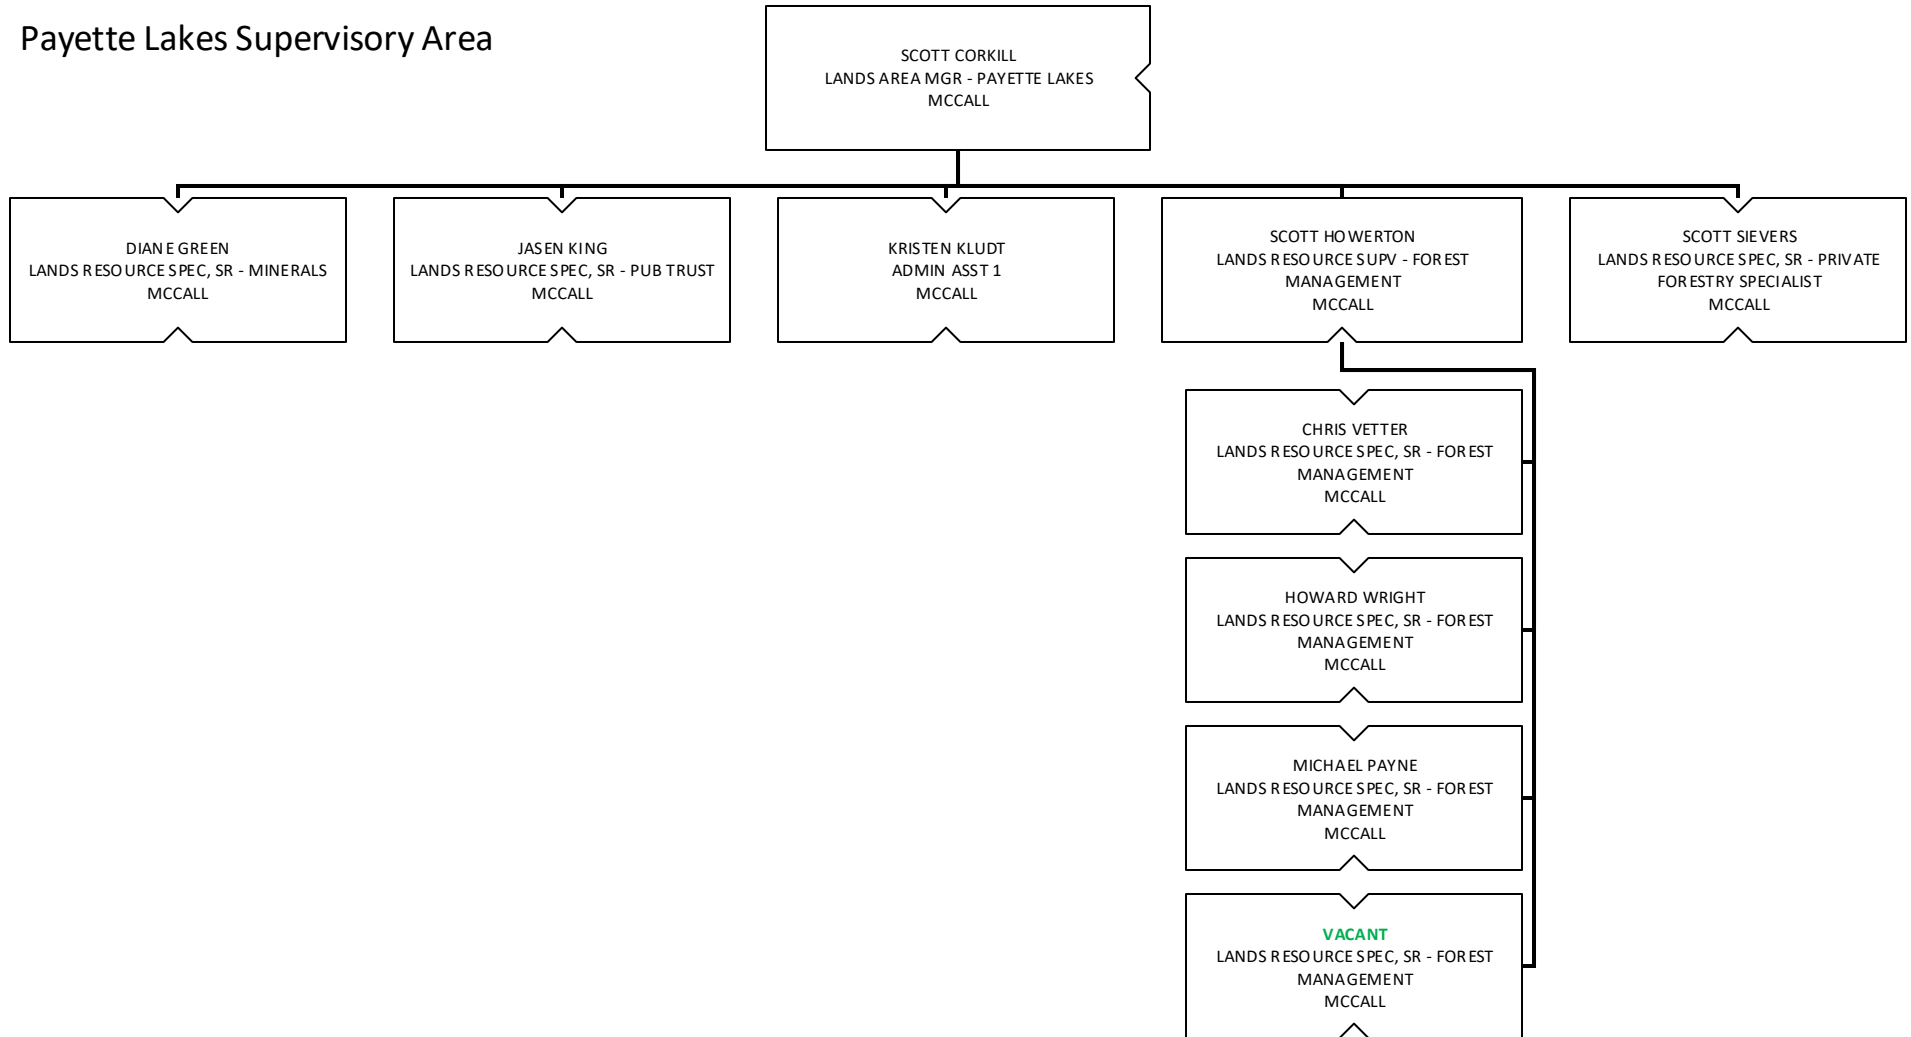 Payette Lakes Supervisory Area
SCOTT CORKILL
LANDS AREA MGR - PAYETTE LAKES
MCCALL
DIANE GREEN
LANDS RESOURCE SPEC, SR - MINERALS
MCCALL
JASEN KING
LANDS RESOURCE SPEC, SR - PUB TRUST
MCCALL
KRISTEN KLUDT
ADMIN ASST 1
MCCALL
SCOTT HOWERTON
LANDS RESOURCE SUPV - FOREST
MANAGEMENT
MCCALL
SCOTT SIEVERS
LANDS RESOURCE SPEC, SR - PRIVATE
FORESTRY SPECIALIST
MCCALL
CHRIS VETTER
LANDS RESOURCE SPEC, SR - FOREST
MANAGEMENT
MCCALL
HOWARD WRIGHT
LANDS RESOURCE SPEC, SR - FOREST
MANAGEMENT
MCCALL
MICHAEL PAYNE
LANDS RESOURCE SPEC, SR - FOREST
MANAGEMENT
MCCALL
VACANT
LANDS RESOURCE SPEC, SR - FOREST
MANAGEMENT
MCCALL